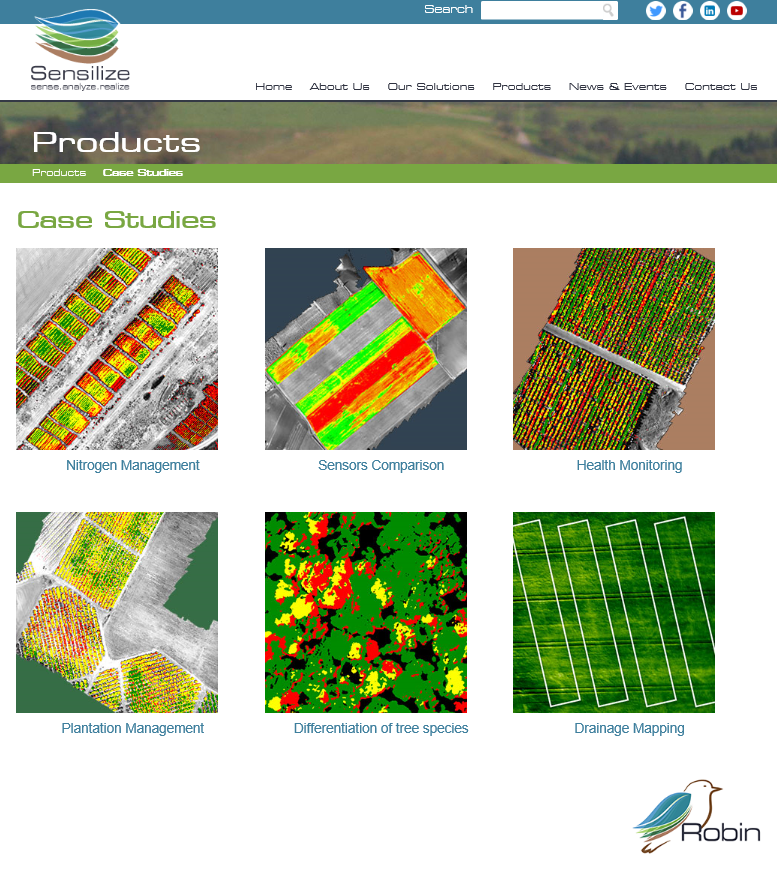 Search
Sensilize
sense.analyze.realize
Home About Us Our Solutions Products News & Events Contact Us
Products
Products Case Studies
Case Studies
Nitrogen Management Sensors Comparison Health Monitoring
Plantation Management Differentiation of tree species Drainage Mapping
Robin